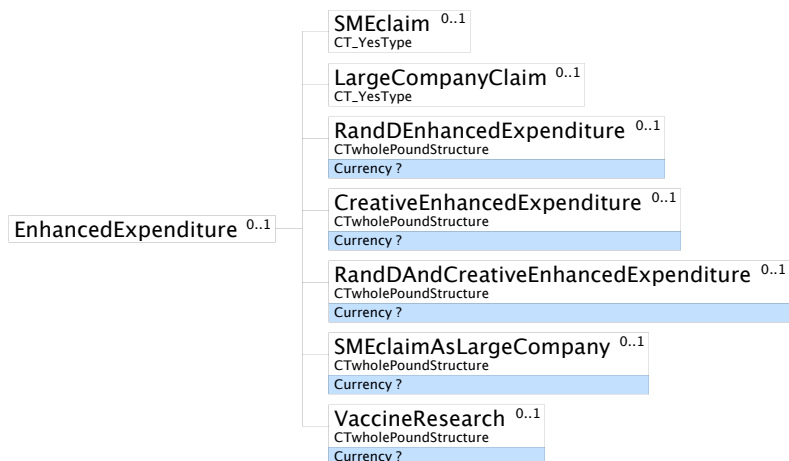 SMEclaim 0..1
CT_YesType
LargeCompanyClaim 0..1
CT_YesType
RandDEnhancedExpenditure 0..1
CTwholePoundStructure
Currency ?
CreativeEnhancedExpenditure 0..1
CTwholePoundStructure
Currency ?
EnhancedExpenditure 0..1
RandDAndCreativeEnhancedExpenditure 0..1
CTwholePoundStructure
Currency ?
SMEclaimAsLargeCompany 0..1
CTwholePoundStructure
Currency ?
VaccineResearch 0..1
CTwholePoundStructure
Currency ?